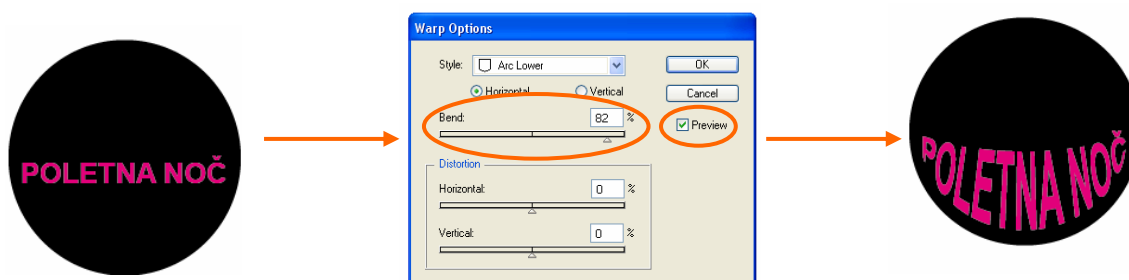 POLETNA NOČ
Warp Options
Style: Arc Lower
Horizontal Vertical
Bend: 82 %
Distortion
Horizontal: 0 %
Vertical: 0 %
OK
Cancel
Preview
POLETNA NOČ